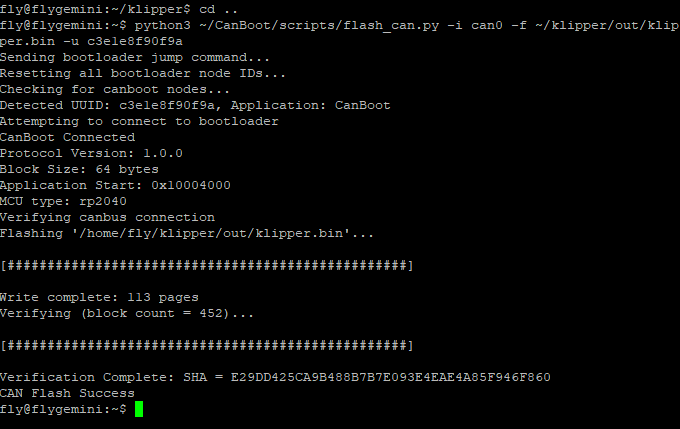 fly@flygemini:~/klipper$ cd ..
fly@flygemini:~$ python3 ~/CanBoot/scripts/flash_can.py -i can0 -f ~/klipper/out/klip
per.bin -u c3e1e8f90f9a
Sending bootloader jump command...
Resetting all bootloader node IDs...
Checking for canboot nodes...
Detected UUID: c3e1e8f90f9a, Application: CanBoot
Attempting to connect to bootloader
CanBoot Connected
Protocol Version: 1.0.0
Block Size: 64 bytes
Application Start: 0x10004000
MCU type: rp2040
Verifying canbus connection
Flashing '/home/fly/klipper/out/klipper.bin'...
[##################################################]
Write complete: 113 pages
Verifying (block count = 452)...
[##################################################]
Verification Complete: SHA = E29DD425CA9B488B7B7E093E4EAE4A85F946F860
CAN Flash Success
fly@flygemini:~$